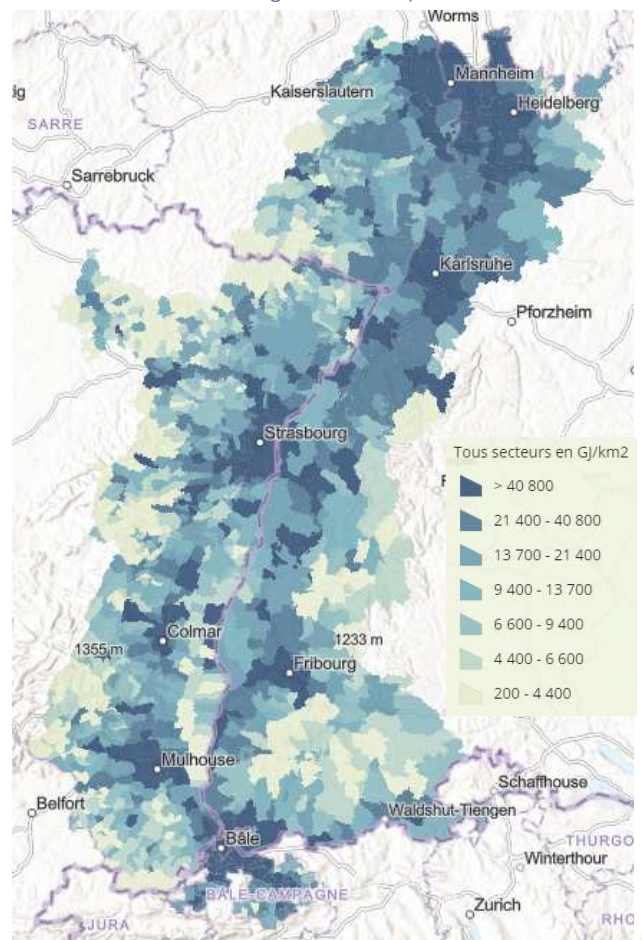 Worms
Mannheim
Kaiserslautern
Heidelberg
SARRE
Sarrebruck
Karlsruhe
Pforzheim
Strasbourg
Tous secteurs en GJ/km2
> 40 800
21 400 - 40 800
13 700 - 21 400
9 400 - 13 700
6 600 - 9 400
4 400 - 6 600
200 - 4 400
Colmar
1355 m
1233 m
Fribourg
Mulhouse
Schaffhouse
Belfort
Waldshut-Tiengen
Bâle
THURGO
Winterthour
BÂLE-CAMPAGNE
Zurich
JURA
RHO